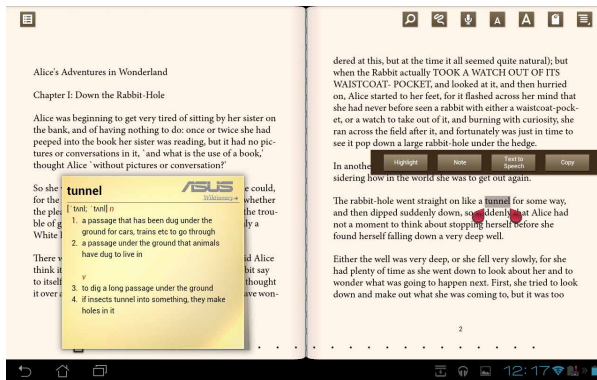 Alice's Adventures in Wonderland
Chapter I: Down the Rabbit-Hole
Alice was beginning to get very tired of sitting by her sister on
the bank, and of having nothing to do: once or twice she had
peeped into the book her sister was reading, but it had no pic-
tures or conversations in it, `and what is the use of a book,'
thought Alice `without pictures or conversation?'
So she
e could,
for the
whether
the plea
the trou-
ble of g
ly a
White
There w
id Alice
think it
bit say
to itself
thought
it over a
ave won-
tunnel
ASUS
Wiktionary
[ˈtʌnl; ˈtʌnl] n
1. a passage that has been dug under the
ground for cars, trains etc to go through
2. a passage under the ground that animals
have dug to live in
v
3. to dig a long passage under the ground
4. if insects tunnel into something, they make
holes in it
A A
dered at this, but at the time it all seemed quite natural); but
when the Rabbit actually TOOK A WATCH OUT OF ITS
WAISTCOAT- POCKET, and looked at it, and then hurried
on, Alice started to her feet, for it flashed across her mind that
she had never before seen a rabbit with either a waistcoat-pock-
et, or a watch to take out of it, and burning with curiosity, she
ran across the field after it, and fortunately was just in time to
see it pop down a large rabbit-hole under the hedge.
Highlight Note Text to Speech Copy
In anothe
sidering how in the world she was to get out again.
The rabbit-hole went straight on like a tunnel for some way,
and then dipped suddenly down, so suddenly that Alice had
not a moment to think about stopping herself before she
found herself falling down a very deep well.
Either the well was very deep, or she fell very slowly, for she
had plenty of time as she went down to look about her and to
wonder what was going to happen next. First, she tried to look
down and make out what she was coming to, but it was too
2
12:17